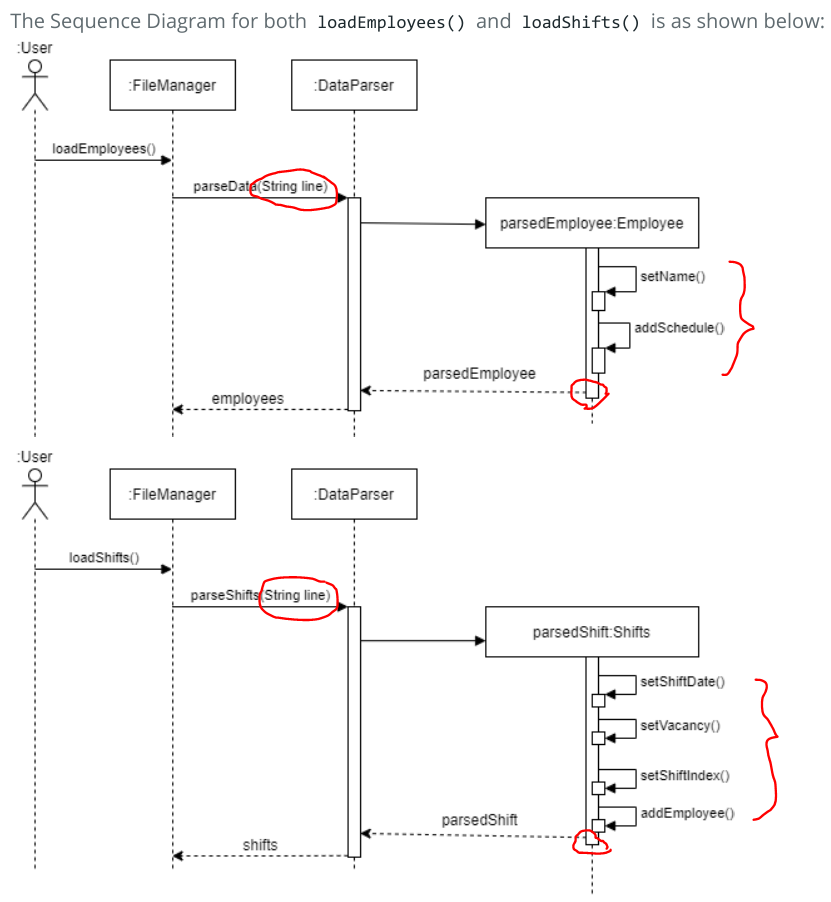 The Sequence Diagram for both loadEmployees() and loadShifts() is as shown below:
:User
:FileManager
:DataParser
loadEmployees()
parseData(String line)
parsedEmployee:Employee
setName()
addSchedule()
parsedEmployee
employees
:User
:FileManager
:DataParser
loadShifts()
parseShifts(String line)
parsedShift:Shifts
setShiftDate()
setVacancy()
setShiftIndex()
addEmployee()
parsedShift
shifts